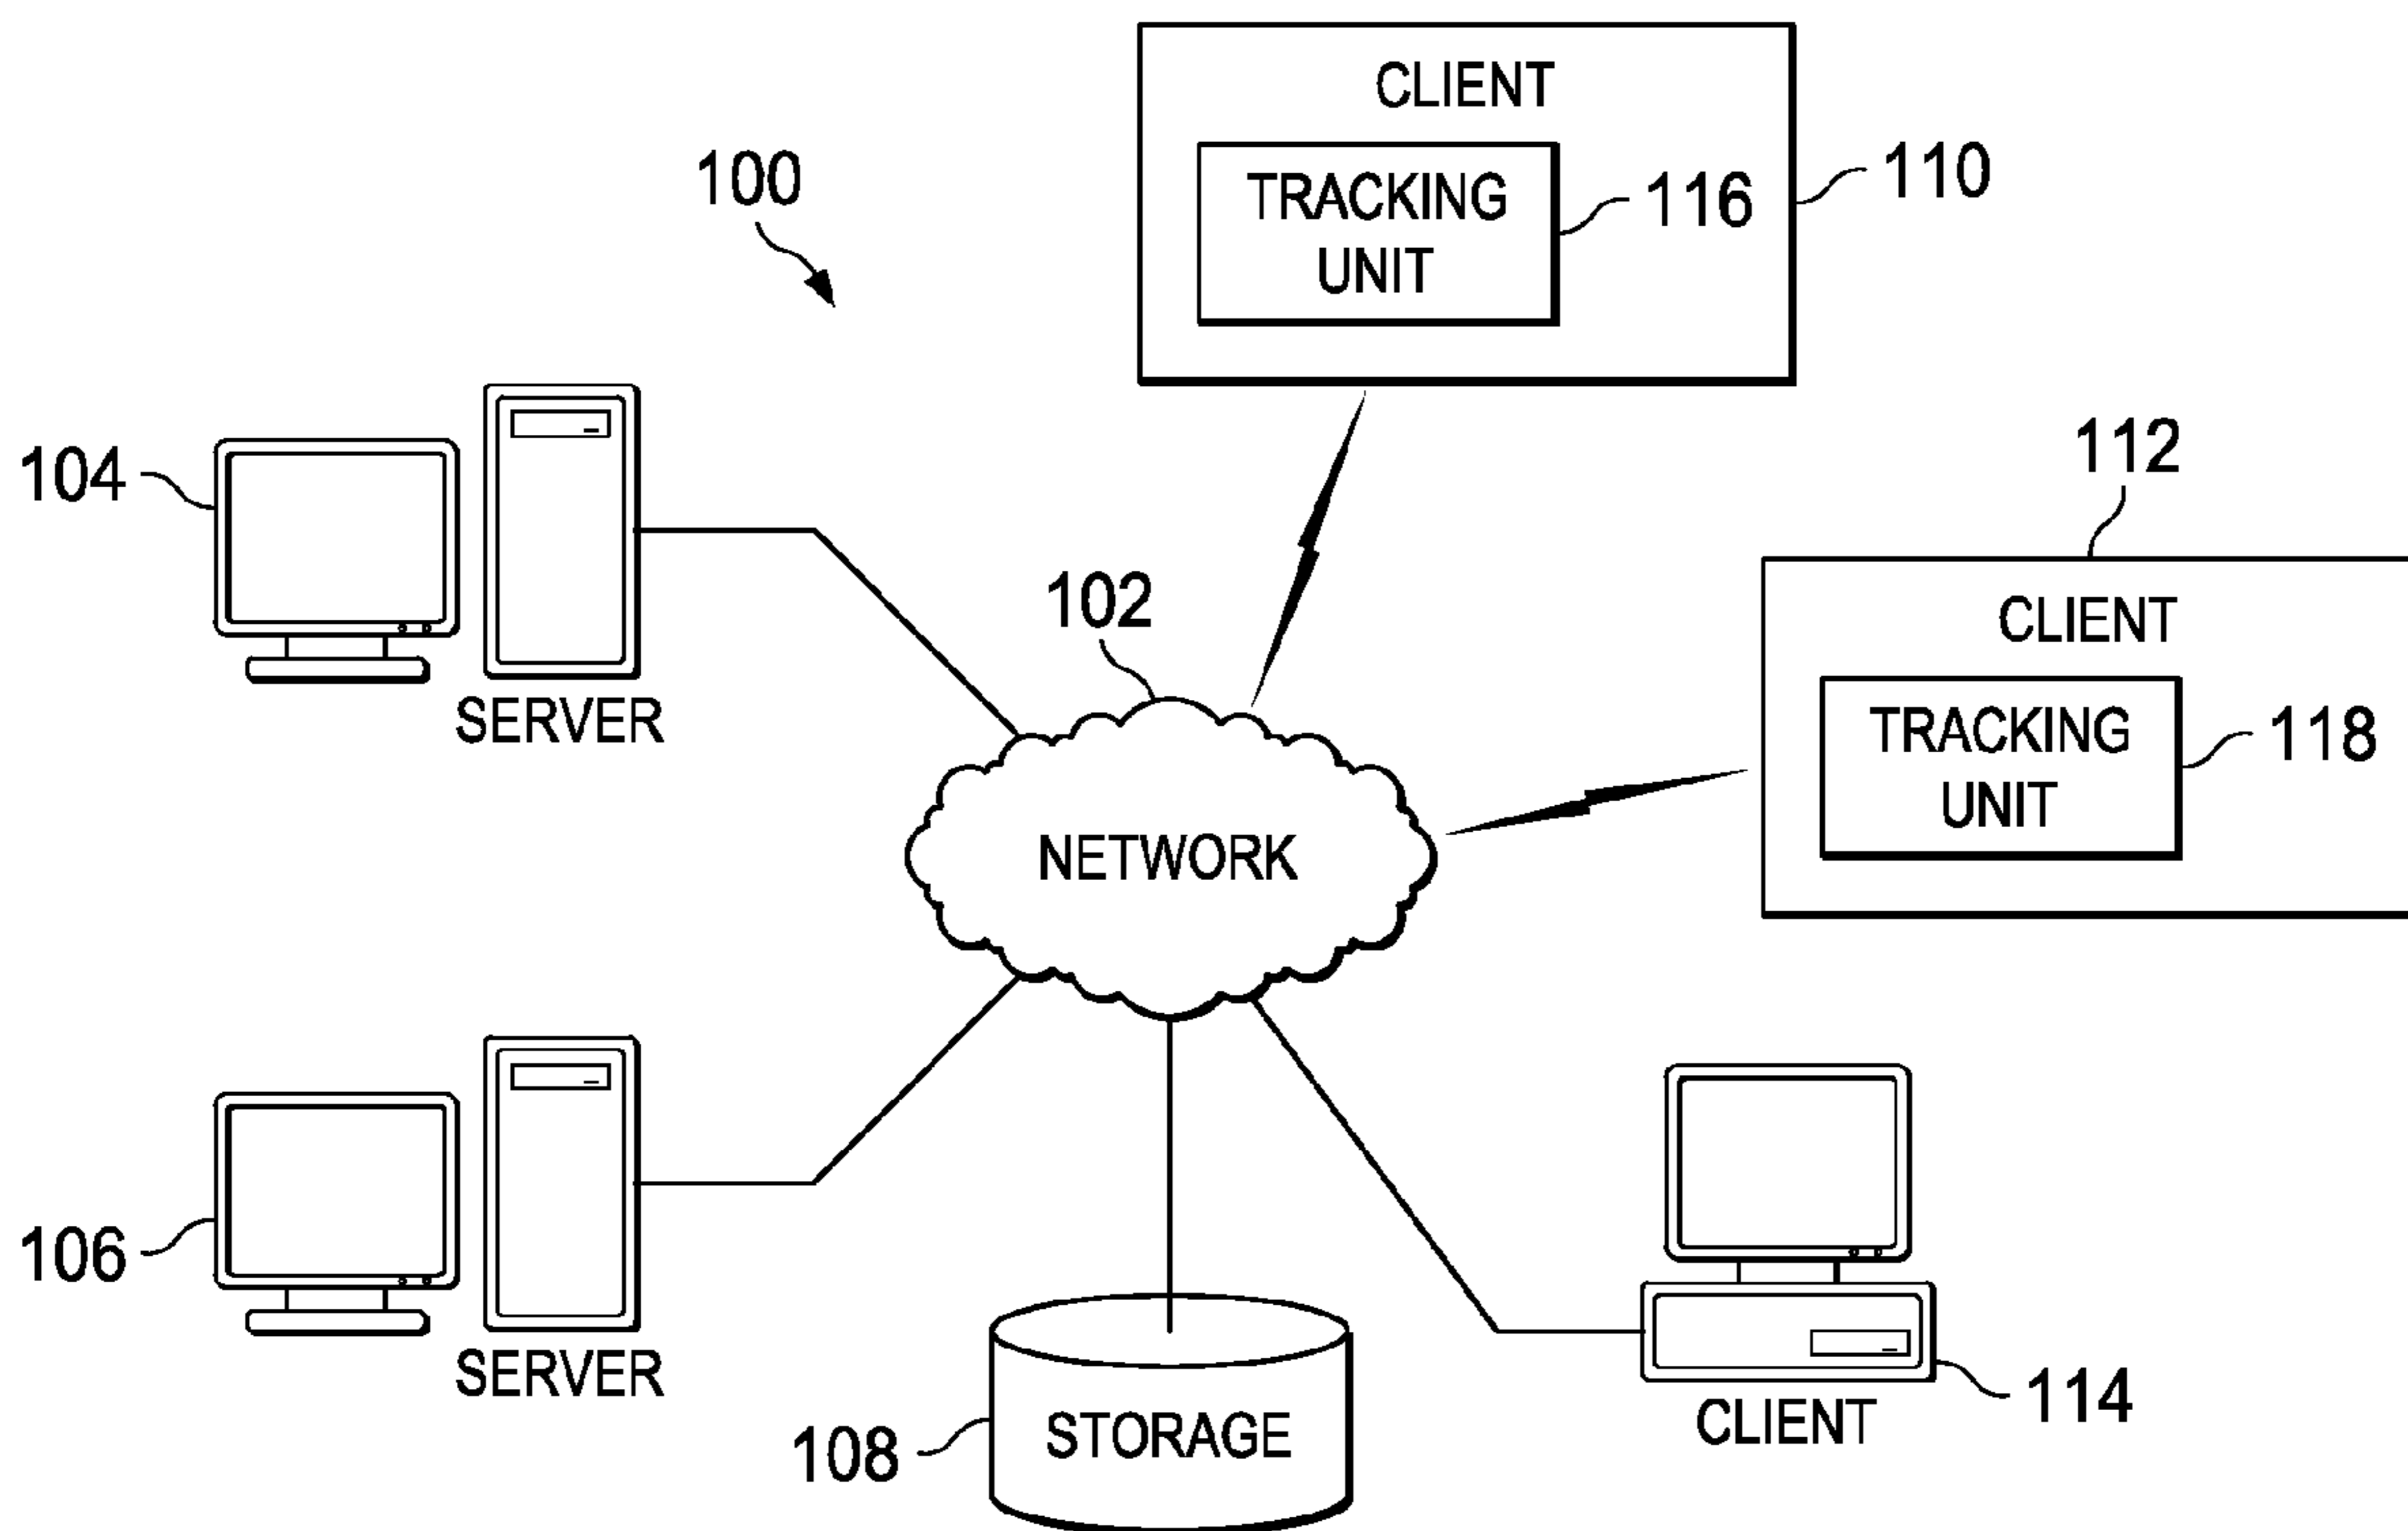 CLIENT
100
TRACKING
UNIT
116
110
104
SERVER
112
CLIENT
TRACKING
UNIT
118
102
NETWORK
106
SERVER
108
STORAGE
CLIENT
114